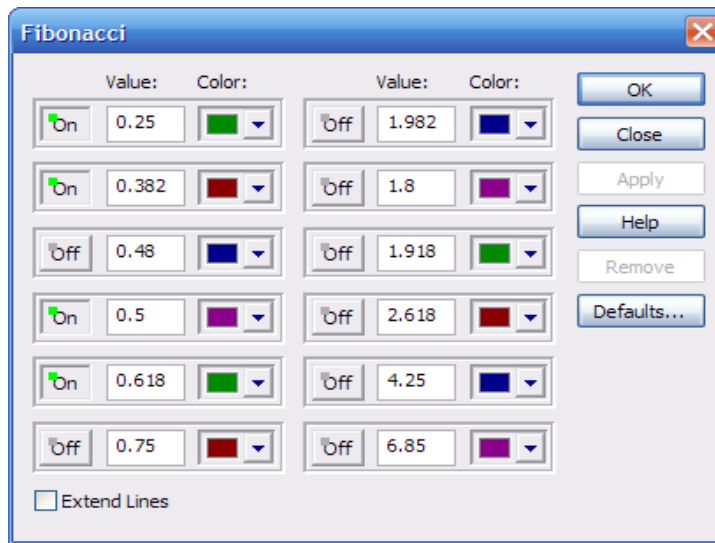 Fibonacci
Value: Color: Value: Color:
On 0.25 Off 1.982 OK
Close
On 0.382 Off 1.8 Apply
Help
Off 0.48 Off 1.918
Remove
On 0.5 Off 2.618 Defaults...
On 0.618 Off 4.25
Off 0.75 Off 6.85
Extend Lines